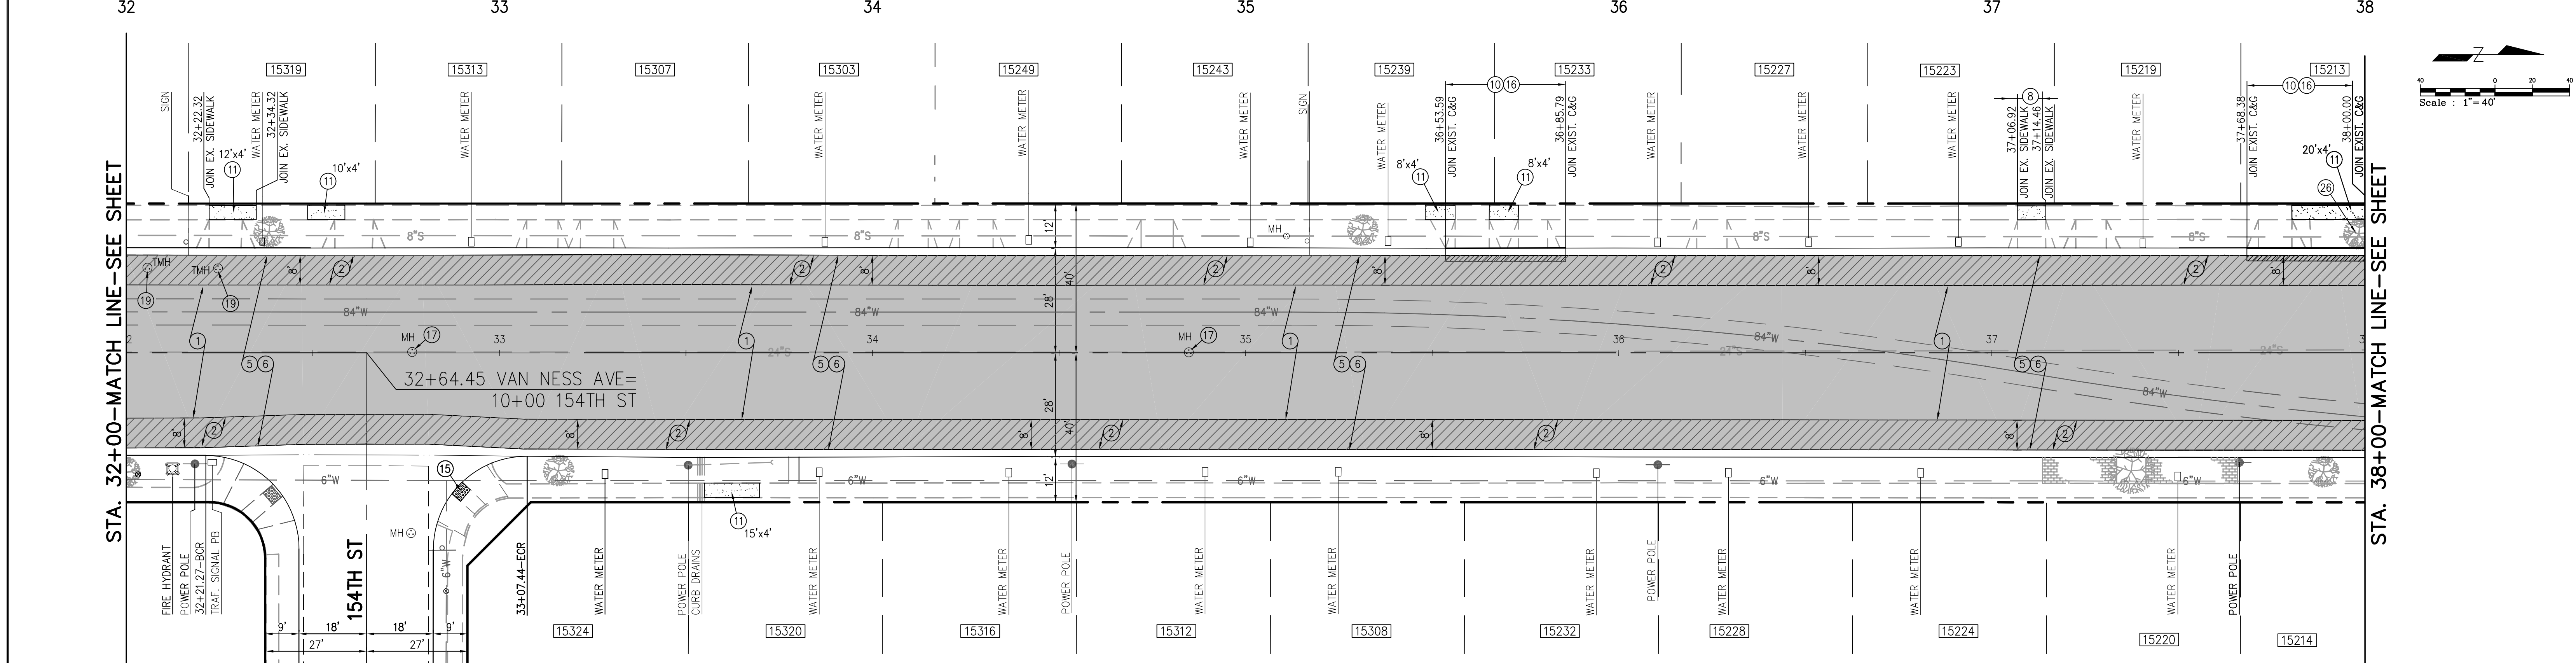 32 33 34 35 36 37 38
15319 15313 15307 15303 15249 15243 15239 15233 15227 15223 15219 15213
Z
40 0 20 40
Scale : 1"= 40'
SIGN
32+22.32
JOIN EX. SIDEWALK
WATER METER
32+34.32
JOIN EX. SIDEWALK
12'x4'
11
10'x4'
11
WATER METER
WATER METER
WATER METER
WATER METER
SIGN
WATER METER
10 16
36+53.59
JOIN EXIST. C&G
36+85.79
JOIN EXIST. C&G
8'x4'
11
8'x4'
11
WATER METER
WATER METER
WATER METER
8
37+06.92
JOIN EX. SIDEWALK
37+14.46
JOIN EX. SIDEWALK
WATER METER
10 16
37+68.38
JOIN EXIST. C&G
38+00.00
JOIN EXIST. C&G
20'x4'
11
26
STA. 32+00-MATCH LINE-SEE SHEET
STA. 38+00-MATCH LINE-SEE SHEET
8"S 8"S 12' MH 8"S 8"S
TMH TMH 8' 2 2 8' 2 8' 2 8' 2 8'
19 19
40'
28'
84"W 84"W 84"W 84"W 84"W
1 MH 17 1 MH 17 1 1
2 33 34 35 36 37 3
24"S 24"S 24"S
5 6 5 6 5 6 5 6
32+64.45 VAN NESS AVE=
10+00 154TH ST
28'
40'
8' 2 8' 2 8' 2 8' 2 8' 2
12'
15
6"W 6"W 6"W 6"W 6"W
11
15'x4'
MH
6"W
FIRE HYDRANT
POWER POLE
32+21.27-BCR
TRAF. SIGNAL PB
154TH ST
33+07.44-ECR
WATER METER
POWER POLE
CURB DRAINS
WATER METER
WATER METER
POWER POLE
WATER METER
WATER METER
WATER METER
POWER POLE
WATER METER
WATER METER
WATER METER
POWER POLE
9' 18' 18' 9'
27' 27'
15324 15320 15316 15312 15308 15232 15228 15224 15220 15214